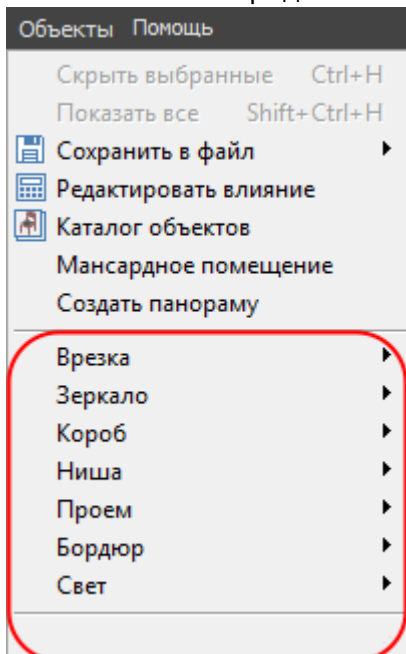 Объекты Помощь
Скрыть выбранные Ctrl+H
Показать все Shift+Ctrl+H
Сохранить в файл
Редактировать влияние
Каталог объектов
Мансардное помещение
Создать панораму
Врезка
Зеркало
Короб
Ниша
Проем
Бордюр
Свет